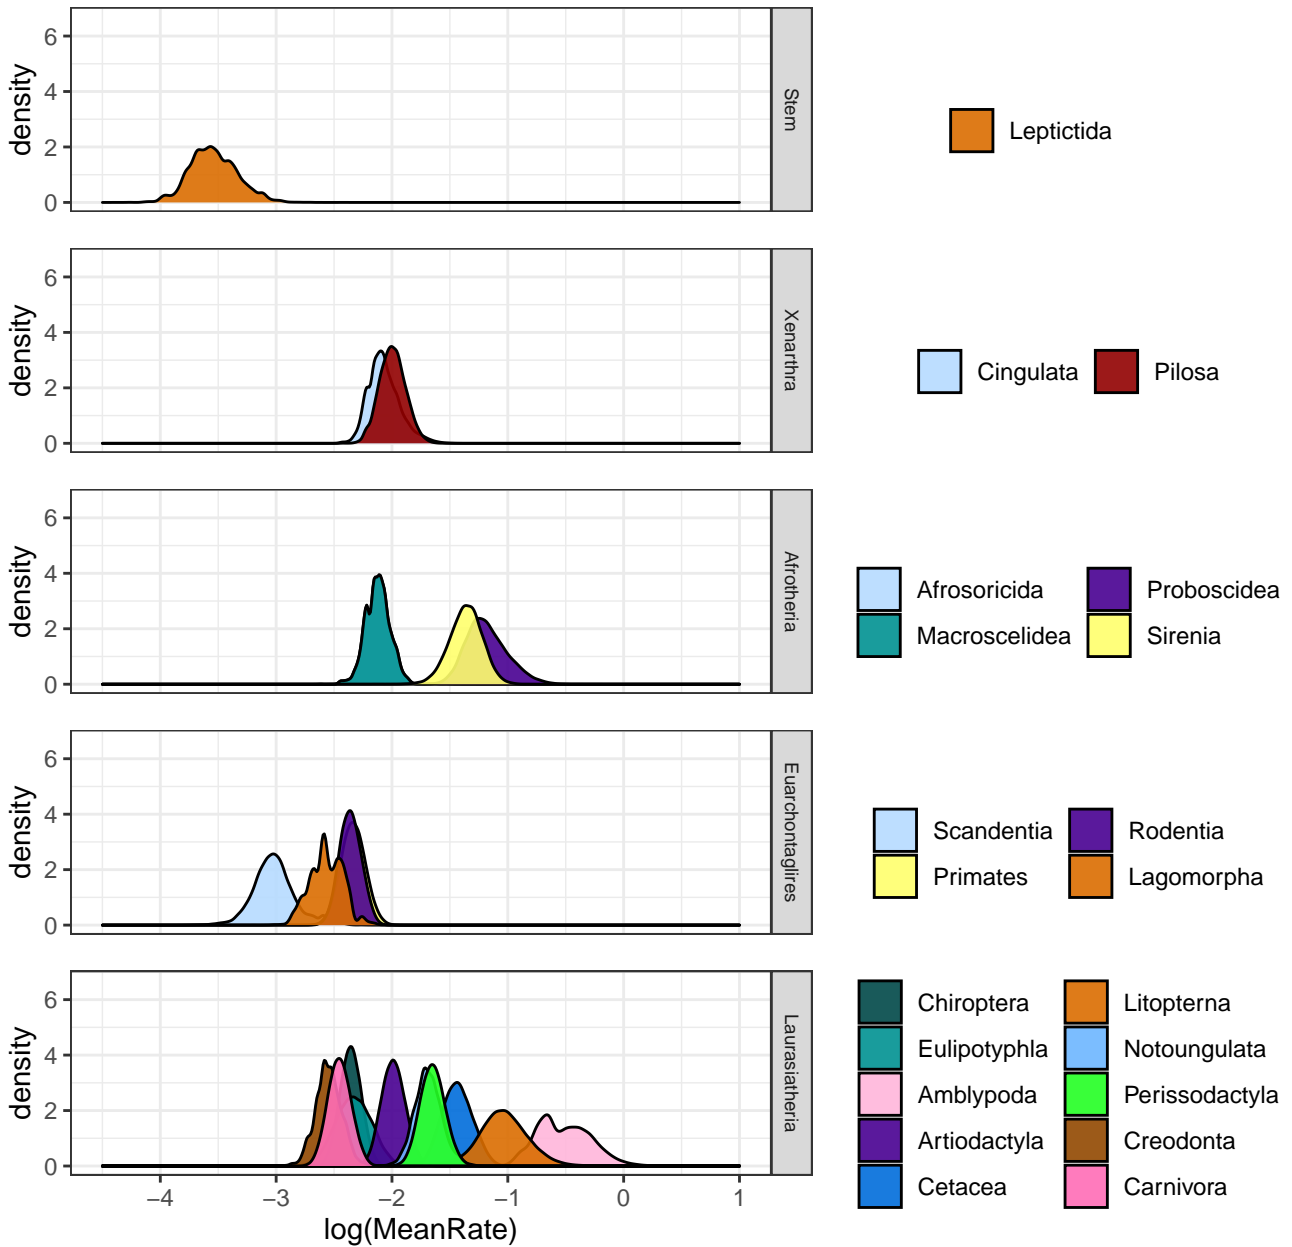 6
4
2
0
density
Stem
Leptictida
6
4
2
0
density
Xenarthra
Cingulata Pilosa
6
4
2
0
density
Afrotheria
Afrosoricida Proboscidea
Macroscelidea Sirenia
6
4
2
0
density
Euarchontaglires
Scandentia Rodentia
Primates Lagomorpha
6
4
2
0
density
Laurasiatheria
Chiroptera Litopterna
Eulipotyphla Notoungulata
Amblypoda Perissodactyla
Artiodactyla Creodonta
Cetacea Carnivora
−4 −3 −2 −1 0 1
log(MeanRate)